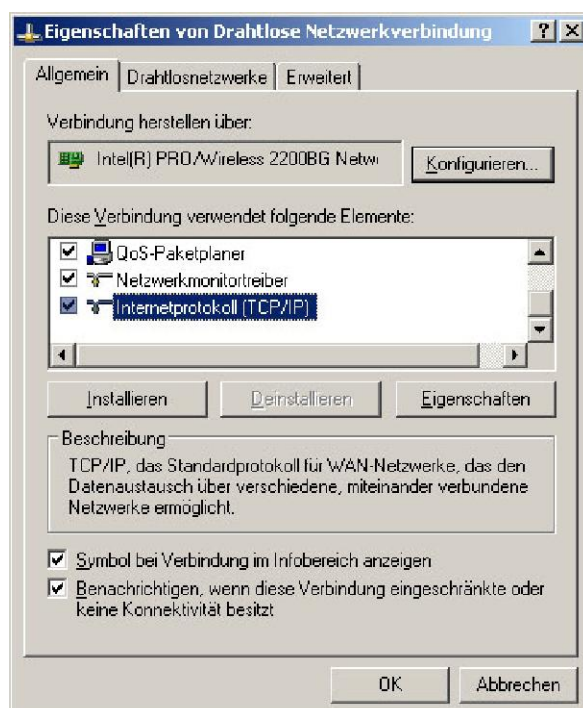 Eigenschaften von Drahtlose Netzwerkverbindung
Allgemein Drahtlosnetzwerke Erweitert
Verbindung herstellen über:
Intel(R) PRO/Wireless 2200BG Netw
Konfigurieren...
Diese Verbindung verwendet folgende Elemente:
QoS-Paketplaner
Netzwerkmonitortreiber
Internetprotokoll (TCP/IP)
Installieren Deinstallieren Eigenschaften
Beschreibung
TCP/IP, das Standardprotokoll für WAN-Netzwerke, das den
Datenaustausch über verschiedene, miteinander verbundene
Netzwerke ermöglicht.
Symbol bei Verbindung im Infobereich anzeigen
Benachrichtigen, wenn diese Verbindung eingeschränkte oder
keine Konnektivität besitzt
OK Abbrechen